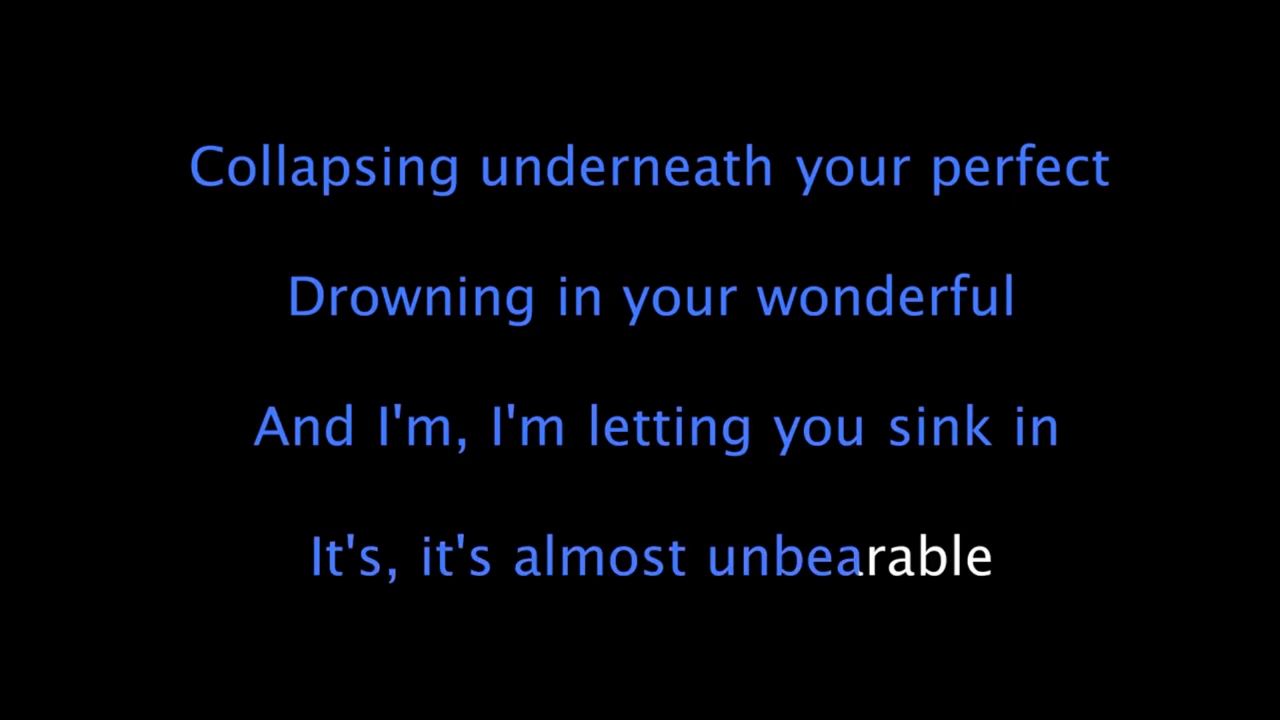 Collapsing underneath your perfect
Drowning in your wonderful
And I'm, I'm letting you sink in
It's, it's almost unbearable